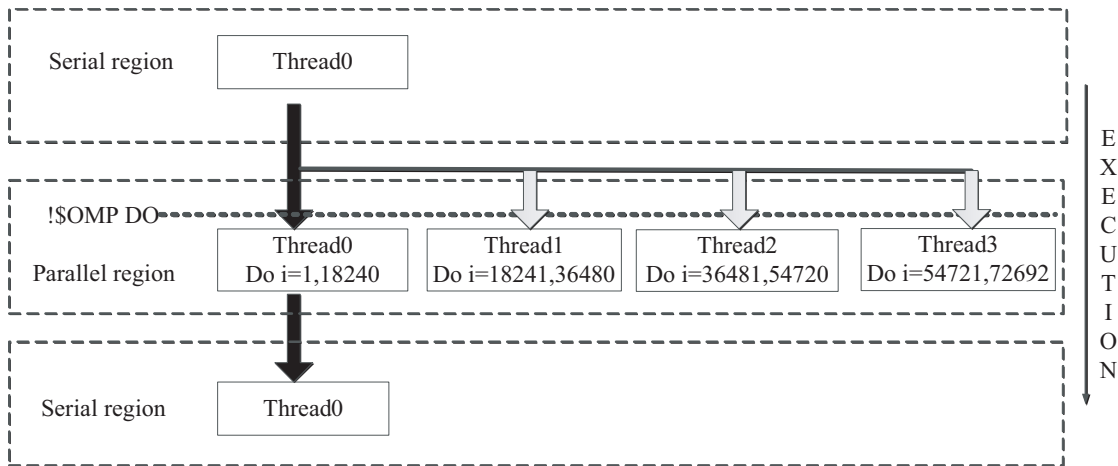 Serial region
Thread0
!$OMP DO
Parallel region
Thread0
Do i=1,18240
Thread1
Do i=18241,36480
Thread2
Do i=36481,54720
Thread3
Do i=54721,72692
Serial region
Thread0
EXECUTION